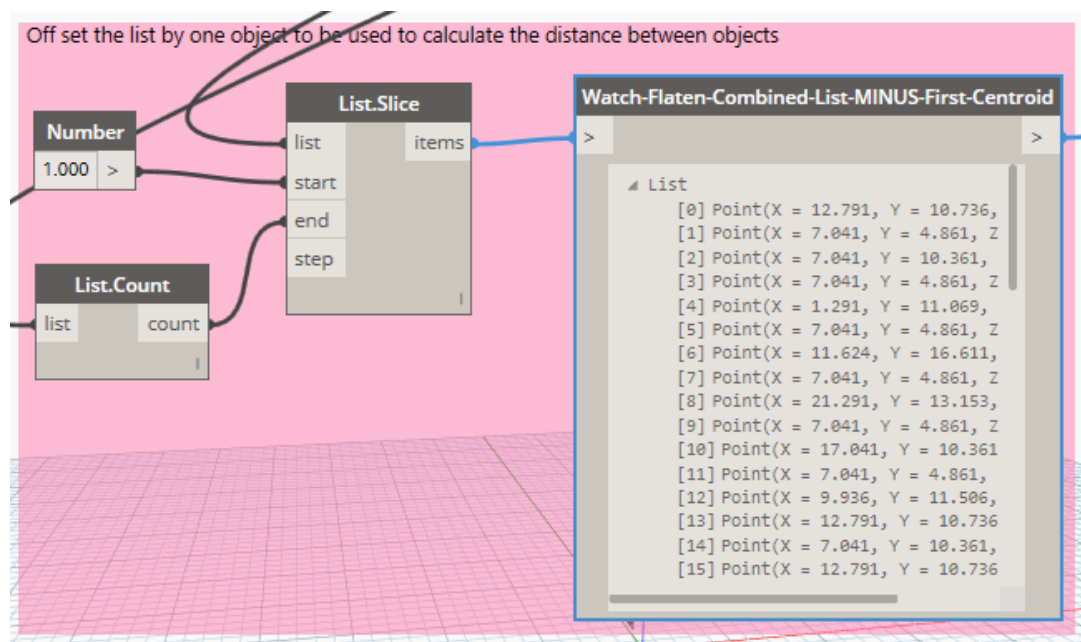 Off set the list by one object to be used to calculate the distance between objects
Number
1.000 >
List.Slice
list items
start
end
step
List.Count
list count
Watch-Flaten-Combined-List-MINUS-First-Centroid
> >
List
[0] Point(X = 12.791, Y = 10.736,
[1] Point(X = 7.041, Y = 4.861, Z
[2] Point(X = 7.041, Y = 10.361,
[3] Point(X = 7.041, Y = 4.861, Z
[4] Point(X = 1.291, Y = 11.069,
[5] Point(X = 7.041, Y = 4.861, Z
[6] Point(X = 11.624, Y = 16.611,
[7] Point(X = 7.041, Y = 4.861, Z
[8] Point(X = 21.291, Y = 13.153,
[9] Point(X = 7.041, Y = 4.861, Z
[10] Point(X = 17.041, Y = 10.361
[11] Point(X = 7.041, Y = 4.861,
[12] Point(X = 9.936, Y = 11.506,
[13] Point(X = 12.791, Y = 10.736
[14] Point(X = 7.041, Y = 10.361,
[15] Point(X = 12.791, Y = 10.736